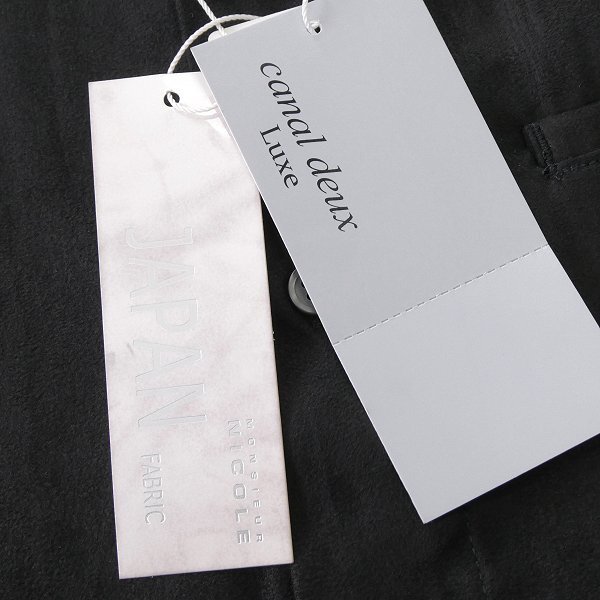 canal deux
Luxe
JAPAN
FABRIC
MONSIEUR
NICOLE